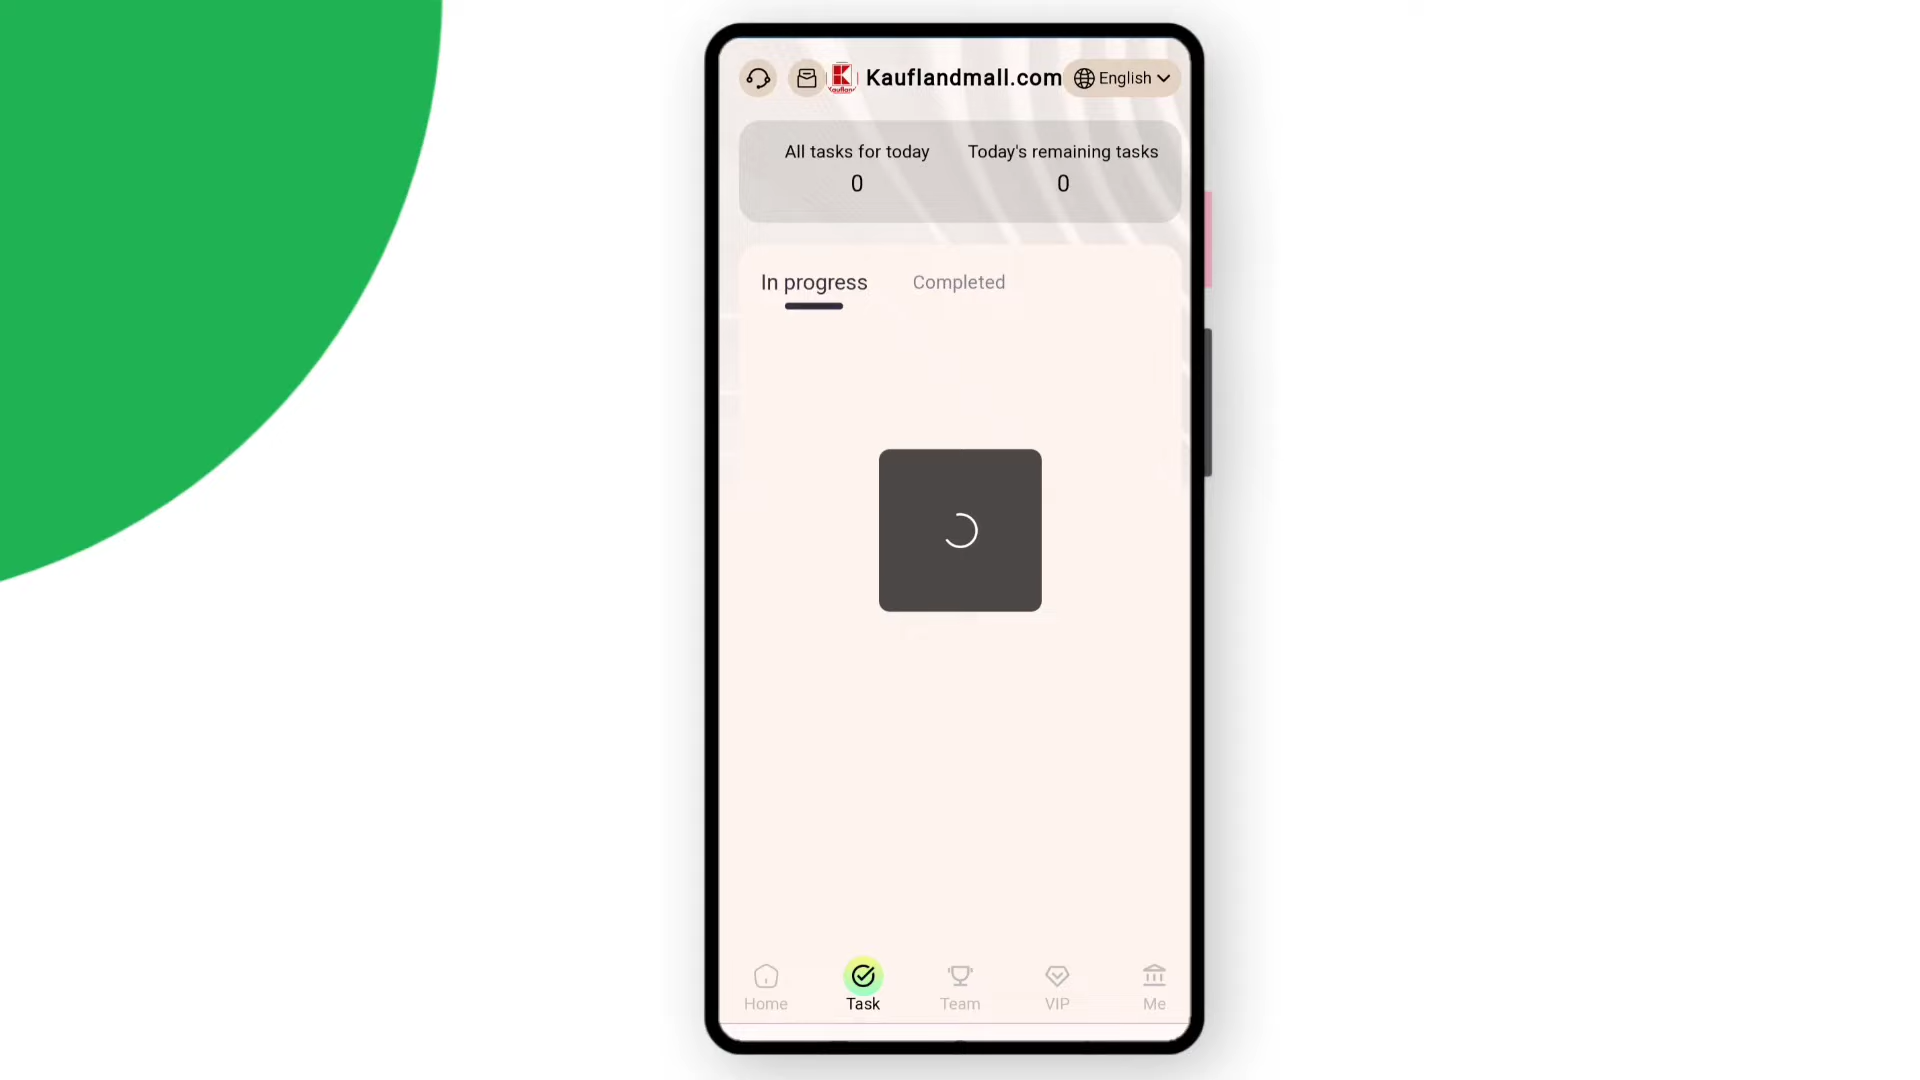 Kauflandmall.com
English
All tasks for today
Today's remaining tasks
0
0
In progress
Completed
Home
Task
Team
VIP
Me